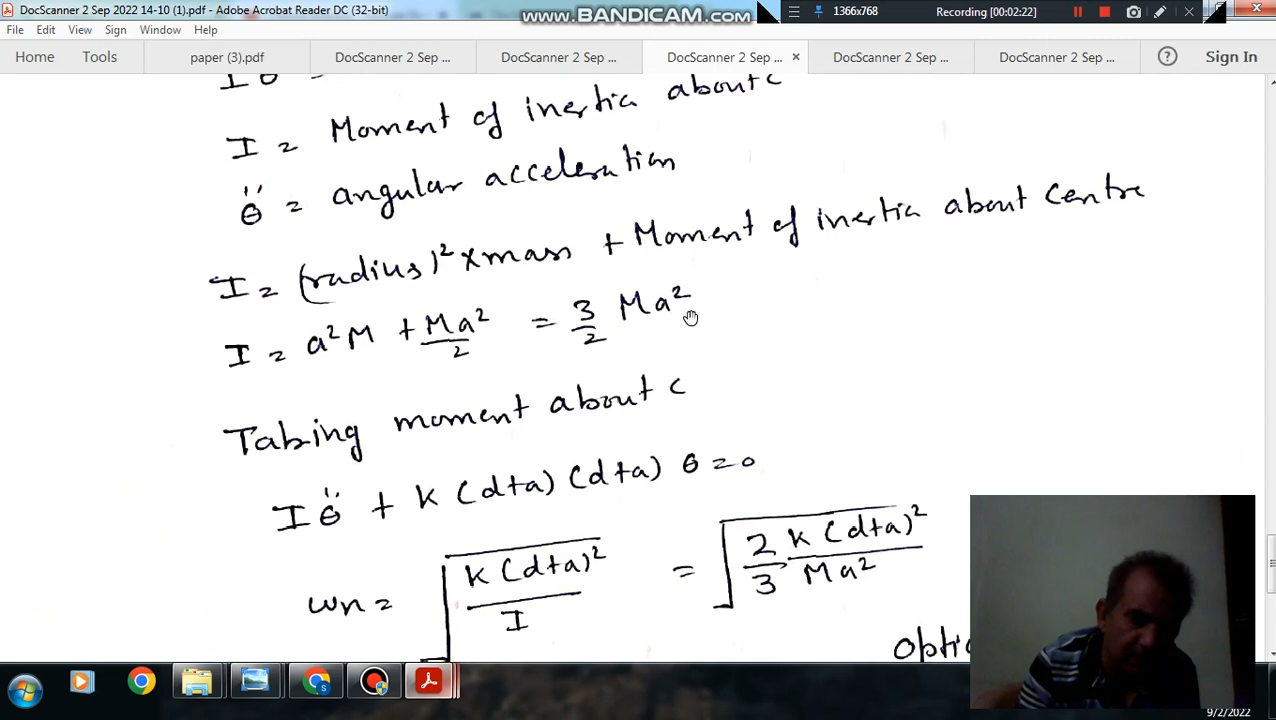 DocScanner 2 Sep 2022 14-10 (1).pdf - Adobe Acrobat Reader DC (32-bit)
www.BANDICAM.com
1366x768
Recording [00:02:22]
File Edit View Sign Window Help
Home Tools paper (3).pdf DocScanner 2 Sep ... DocScanner 2 Sep ... DocScanner 2 Sep ... × DocScanner 2 Sep ... DocScanner 2 Sep ... Sign In
I = Moment of inertia about c
θ̈ = angular acceleration
I = (radius)² x mass + Moment of inertia about Centre
I = a²M + Ma²/2 = 3/2 Ma²
Taking moment about c
Iθ̈ + k (d+a) (d+a) θ = 0
ωn = √(k (d+a)²/I) = √(2/3 k (d+a)²/Ma²)
9/2/2022